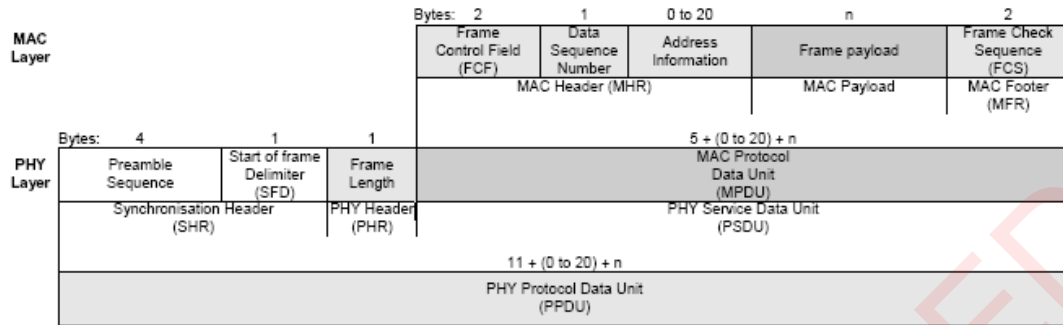 Bytes: 2 1 0 to 20 n 2
MAC
Layer
Frame
Control Field
(FCF)
Data
Sequence
Number
Address
Information
Frame payload
Frame Check
Sequence
(FCS)
MAC Header (MHR)
MAC Payload
MAC Footer
(MFR)
Bytes: 4 1 1 5 + (0 to 20) + n
PHY
Layer
Preamble
Sequence
Start of frame
Delimiter
(SFD)
Frame
Length
MAC Protocol
Data Unit
(MPDU)
Synchronisation Header
(SHR)
PHY Header
(PHR)
PHY Service Data Unit
(PSDU)
11 + (0 to 20) + n
PHY Protocol Data Unit
(PPDU)